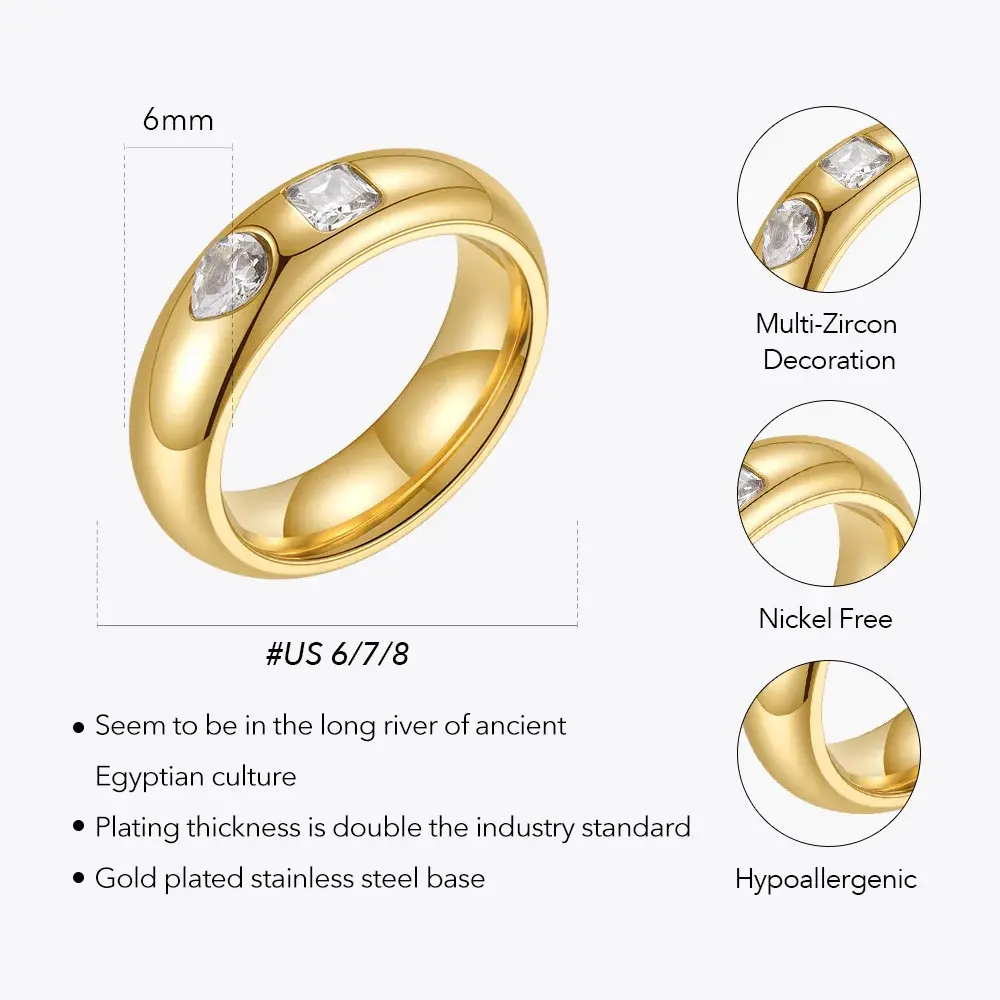 6mm
#US 6/7/8
• Seem to be in the long river of ancient
Egyptian culture
• Plating thickness is double the industry standard
• Gold plated stainless steel base
Multi-Zircon
Decoration
Nickel Free
Hypoallergenic